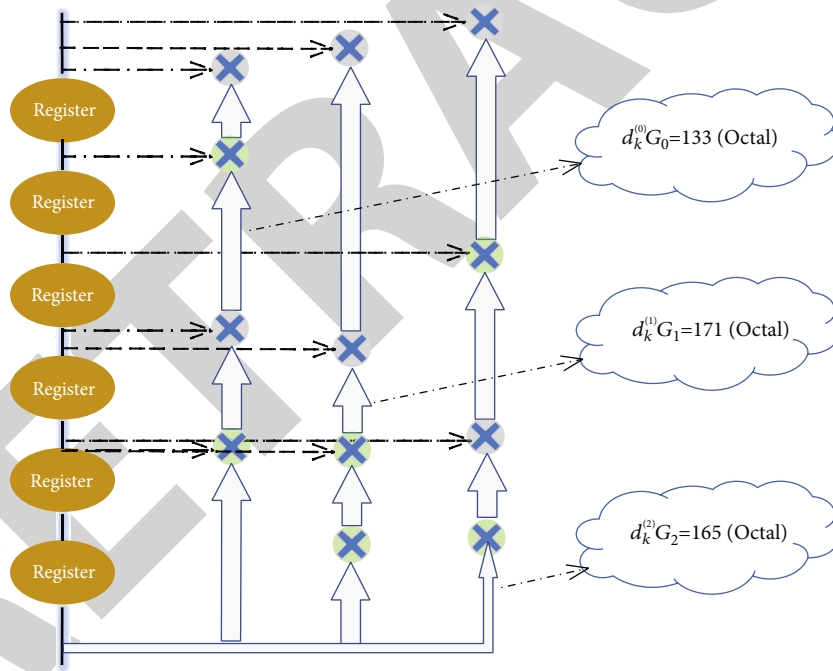 Register
d_k^(0) G_0=133 (Octal)
Register
Register
d_k^(1) G_1=171 (Octal)
Register
Register
d_k^(2) G_2=165 (Octal)
Register